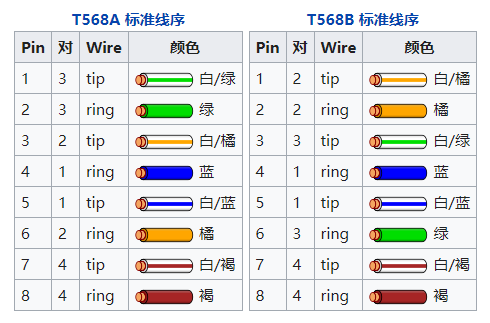 T568A 标准线序
Pin 对 Wire 颜色
1 3 tip 白/绿
2 3 ring 绿
3 2 tip 白/橘
4 1 ring 蓝
5 1 tip 白/蓝
6 2 ring 橘
7 4 tip 白/褐
8 4 ring 褐
T568B 标准线序
Pin 对 Wire 颜色
1 2 tip 白/橘
2 2 ring 橘
3 3 tip 白/绿
4 1 ring 蓝
5 1 tip 白/蓝
6 3 ring 绿
7 4 tip 白/褐
8 4 ring 褐